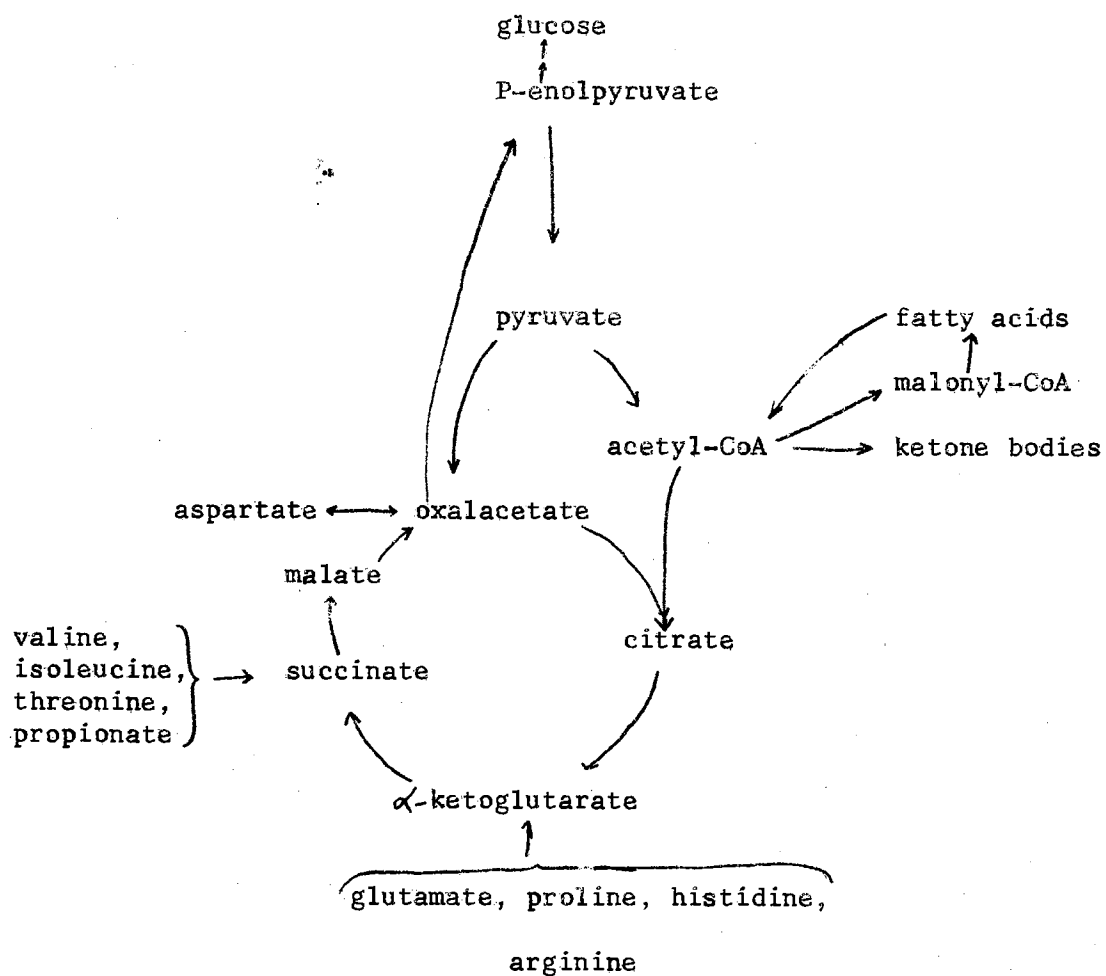 glucose
P-enolpyruvate
pyruvate
fatty acids
malonyl-CoA
acetyl-CoA
ketone bodies
aspartate
oxalacetate
malate
citrate
valine,
isoleucine,
threonine,
propionate
succinate
α-ketoglutarate
glutamate, proline, histidine,
arginine